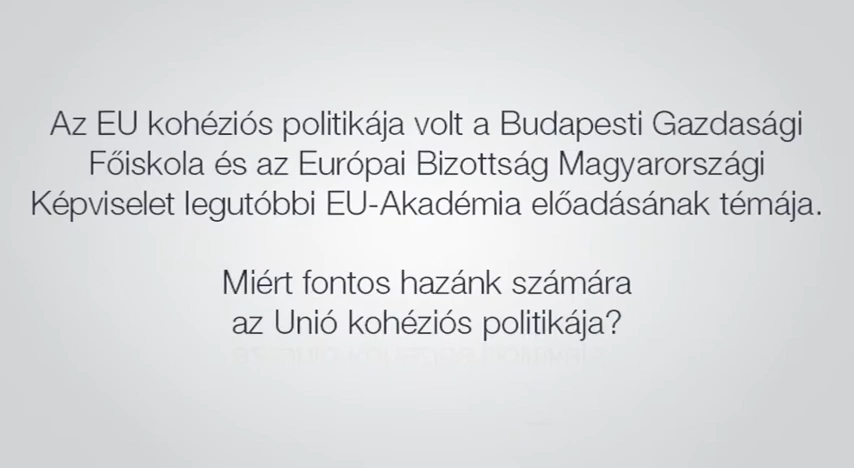 Az EU kohéziós politikája volt a Budapesti Gazdasági
Főiskola és az Európai Bizottság Magyarországi
Képviselet legutóbbi EU-Akadémia előadásának témája.
Miért fontos hazánk számára
az Unió kohéziós politikája?